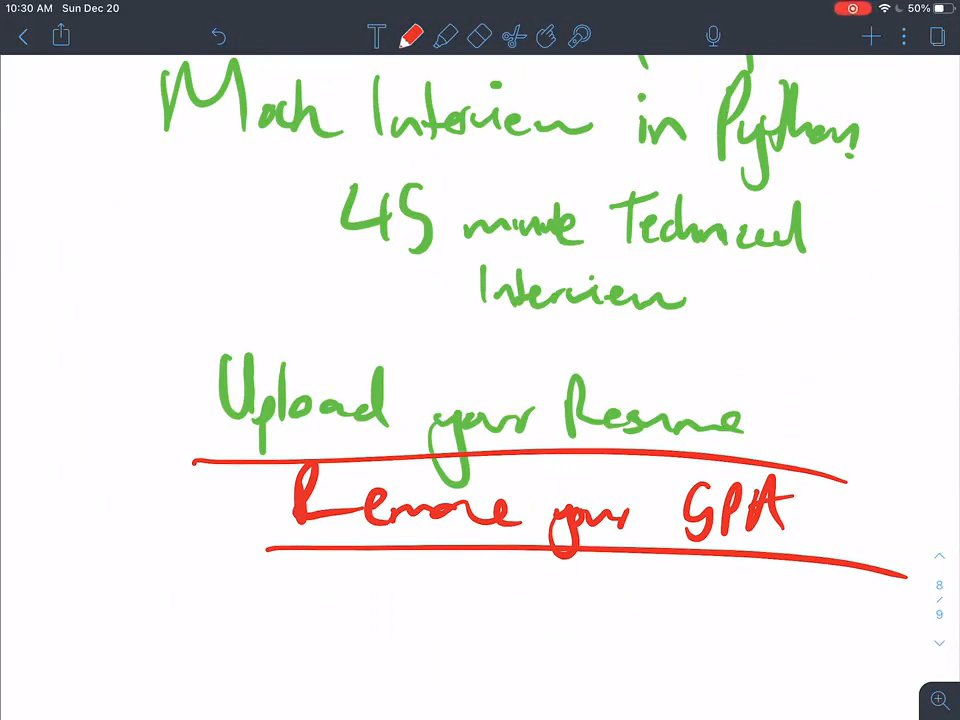 10:30 AM Sun Dec 20
50%
T
Mock Interview in Python!
45 minute Technical
Interview
Upload your Resume
Remove your GPA
8
/
9